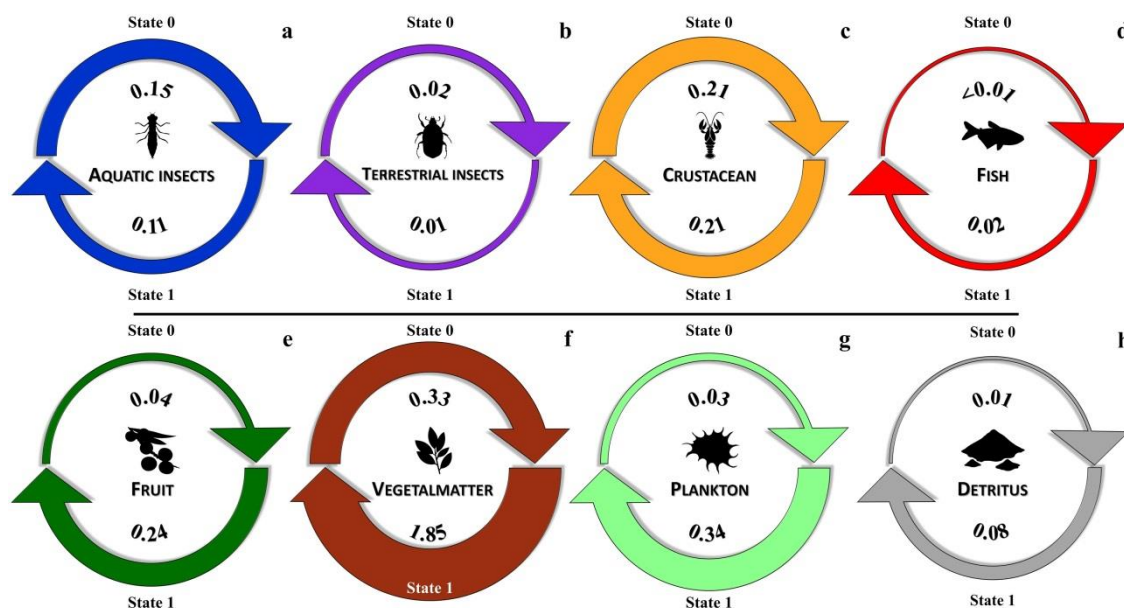 State 0 a State 0 b State 0 c State 0 d
0.15 0.02 0.21 <0.01
AQUATIC INSECTS TERRESTRIAL INSECTS CRUSTACEAN FISH
0.11 0.01 0.21 0.02
State 1 State 1 State 1 State 1
State 0 e State 0 f State 0 g State 0 h
0.04 0.33 0.03 0.01
FRUIT VEGETALMATTER PLANKTON DETRITUS
0.24 1.85 0.34 0.08
State 1 State 1 State 1 State 1